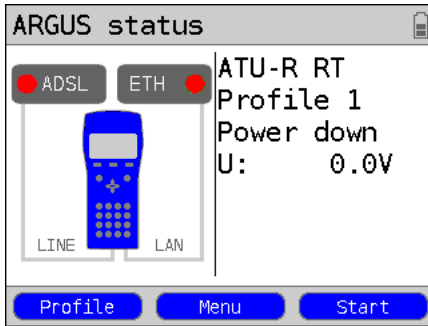 ARGUS status
ADSL ETH
LINE LAN
ATU-R RT
Profile 1
Power down
U: 0.0V
Profile Menu Start